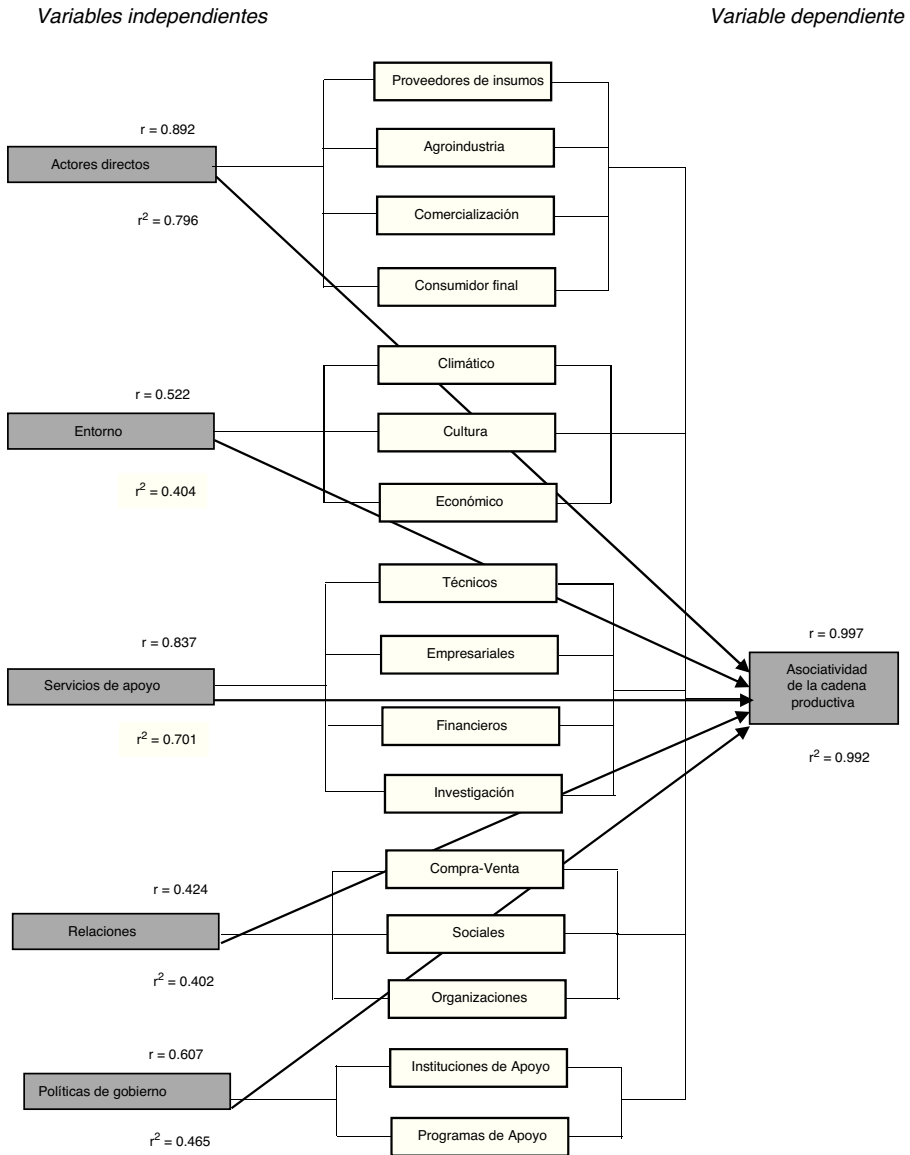 Variables independientes
Variable dependiente
Proveedores de insumos
r = 0.892
Actores directos
Agroindustria
r² = 0.796
Comercialización
Consumidor final
Climático
r = 0.522
Entorno
Cultura
r² = 0.404
Económico
Técnicos
r = 0.837
Servicios de apoyo
Empresariales
r² = 0.701
Financieros
Investigación
r = 0.997
Asociatividad
de la cadena
productiva
r² = 0.992
Compra-Venta
r = 0.424
Relaciones
Sociales
r² = 0.402
Organizaciones
r = 0.607
Instituciones de Apoyo
Políticas de gobierno
Programas de Apoyo
r² = 0.465